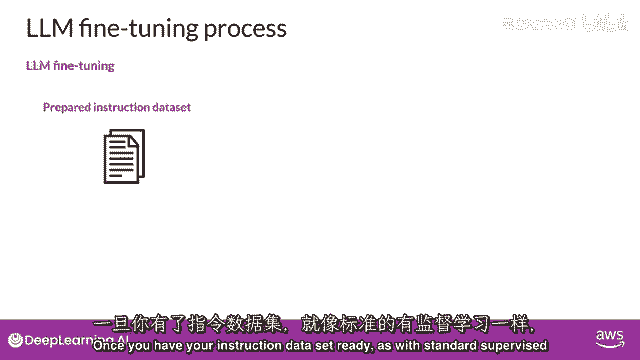 LLM fine-tuning process
LLM fine-tuning
Prepared instruction dataset
一旦你有了指令数据集，就像标准的有监督学习一样，
Once you have your instruction data set ready, as with standard supervised
DeepLearning.AI
aws